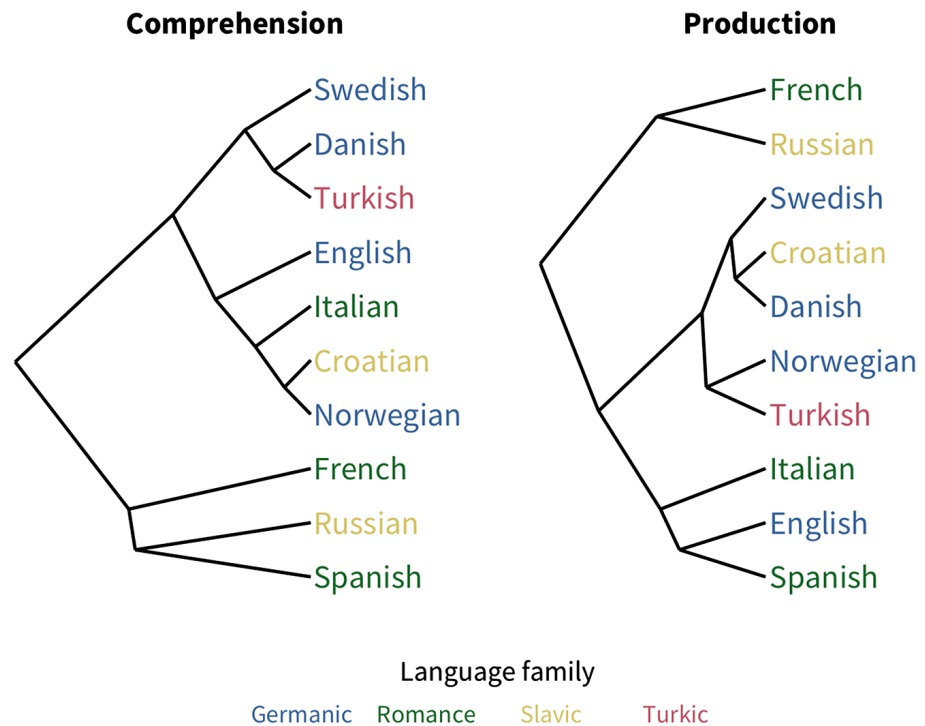 Comprehension
Swedish
Danish
Turkish
English
Italian
Croatian
Norwegian
French
Russian
Spanish
Production
French
Russian
Swedish
Croatian
Danish
Norwegian
Turkish
Italian
English
Spanish
Language family
Germanic Romance Slavic Turkic